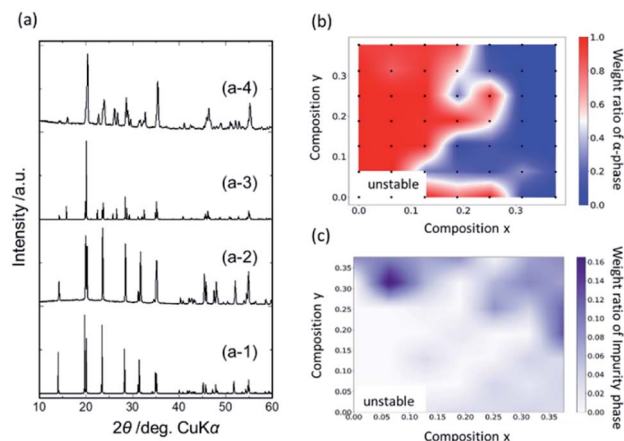 (a)
(a-4)
(a-3)
(a-2)
(a-1)
Intensity /a.u.
10 20 30 40 50 60
2θ /deg. CuKα
(b)
Composition y
0.3
0.2
0.1
0.0
unstable
0.0 0.1 0.2 0.3
Composition x
1.0
0.8
0.6
0.4
0.2
0.0
Weight ratio of α-phase
(c)
Composition y
0.35
0.30
0.25
0.20
0.15
0.10
0.05
0.00
unstable
0.00 0.05 0.10 0.15 0.20 0.25 0.30 0.35
Composition x
0.16
0.14
0.12
0.10
0.08
0.06
0.04
0.02
0.00
Weight ratio of Impurity phase